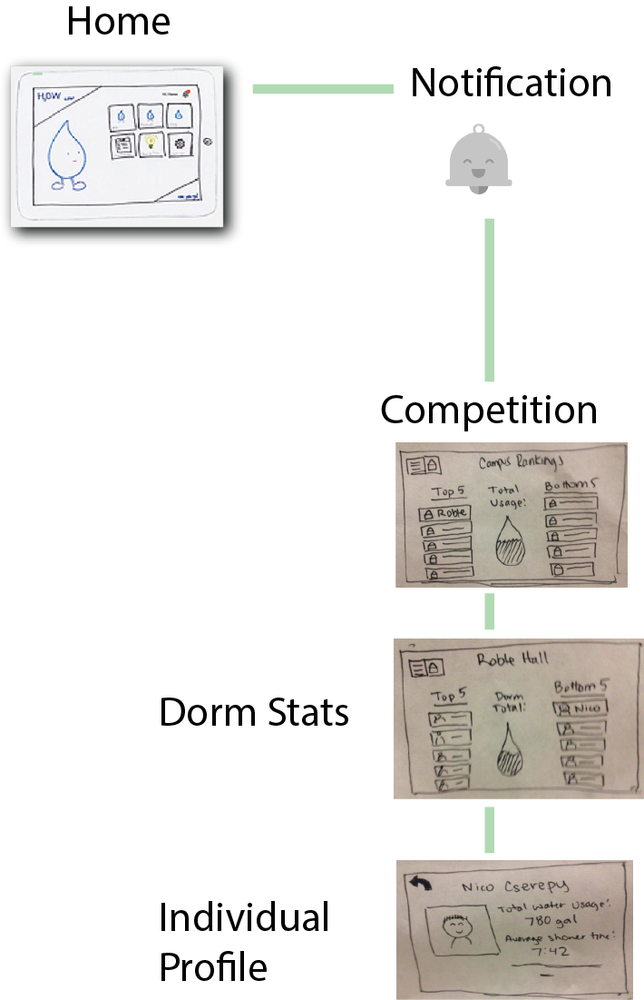 Home
Notification
H₂OW
Competition
Campus Rankings
Top 5
Total
Usage:
Bottom 5
Roble
Dorm Stats
Roble Hall
Top 5
Dorm
Total:
Bottom 5
Nico
Individual
Profile
Nico Cserepy
Total water usage:
780 gal
Average shower time:
7:42